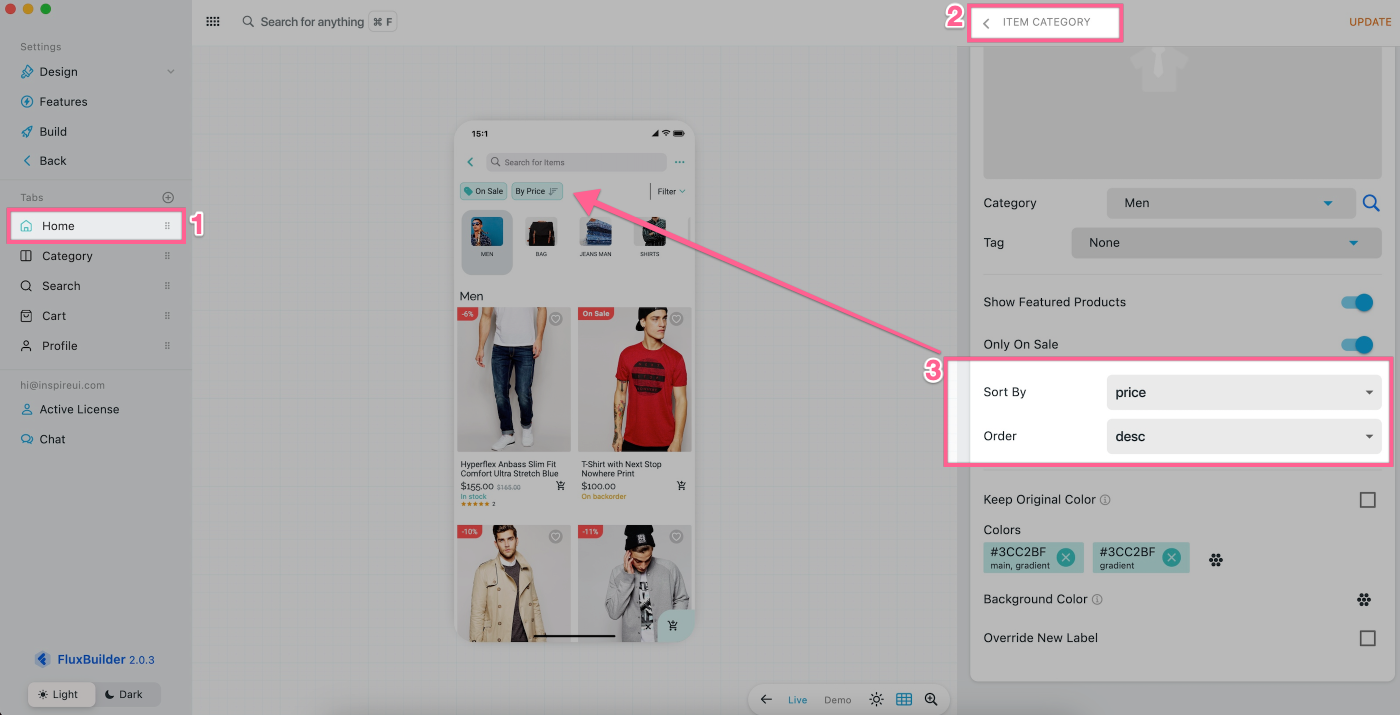 Search for anything
⌘ F
2
ITEM CATEGORY
UPDATE
Settings
Design
Features
Build
Back
Tabs
Home
1
Category
Search
Cart
Profile
hi@inspireui.com
Active License
Chat
FluxBuilder 2.0.3
Light
Dark
15:1
Search for Items
On Sale
By Price
Filter
MEN
BAG
JEANS MAN
SHIRTS
Men
-6%
On Sale
Hyperflex Anbass Slim Fit
Comfort Ultra Stretch Blue
$155.00 $165.00
In stock
2
T-Shirt with Next Stop
Nowhere Print
$100.00
On backorder
-10%
-11%
Live
Demo
Category
Men
Tag
None
Show Featured Products
Only On Sale
3
Sort By
price
Order
desc
Keep Original Color
Colors
#3CC2BF
main, gradient
#3CC2BF
gradient
Background Color
Override New Label